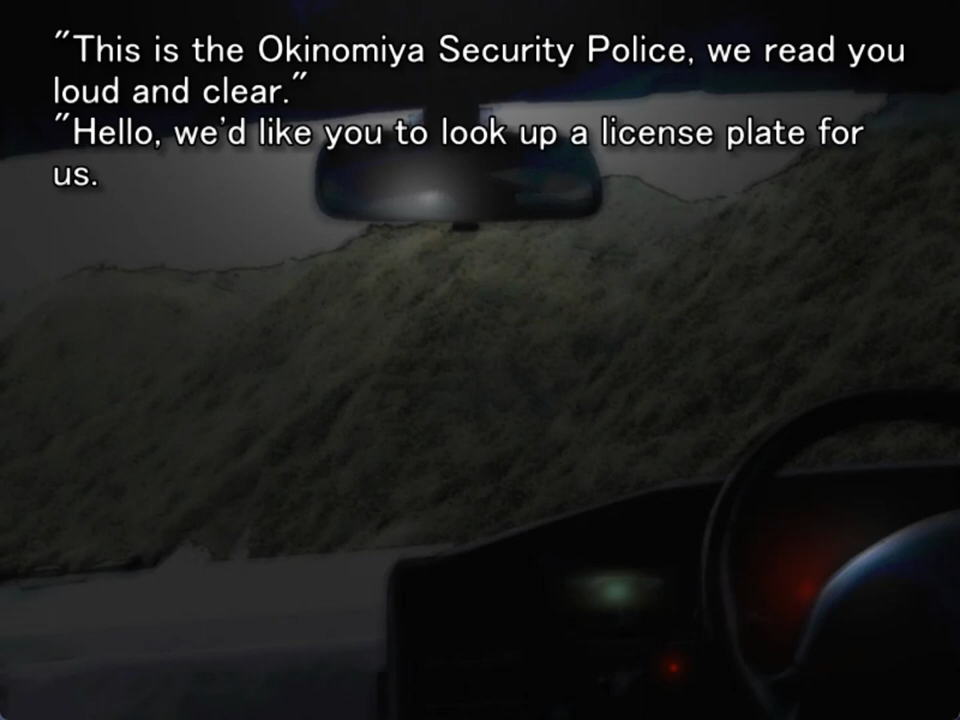 "This is the Okinomiya Security Police, we read you
loud and clear."
"Hello, we'd like you to look up a license plate for
us.